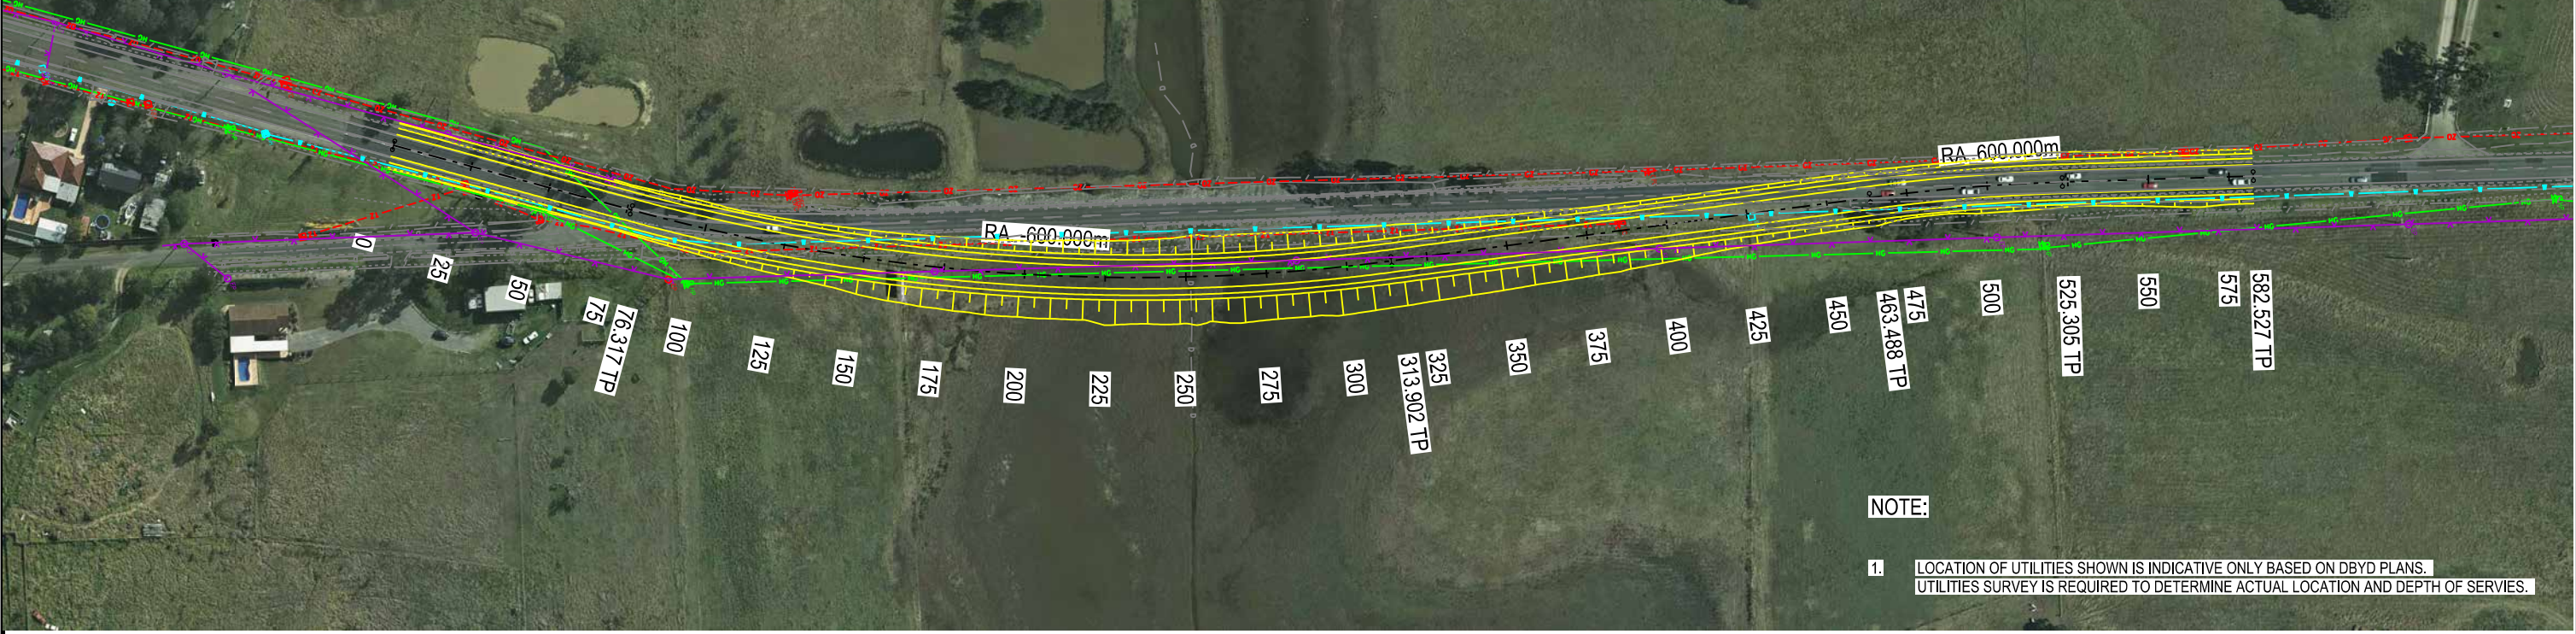 RA 600.000m
RA -600.000m
0
25
50
75
76.317 TP
100
125
150
175
200
225
250
275
300
313.902 TP
325
350
375
400
425
450
463.488 TP
475
500
525.305 TP
550
575
582.527 TP
NOTE:
1. LOCATION OF UTILITIES SHOWN IS INDICATIVE ONLY BASED ON DBYD PLANS.
UTILITIES SURVEY IS REQUIRED TO DETERMINE ACTUAL LOCATION AND DEPTH OF SERVIES.